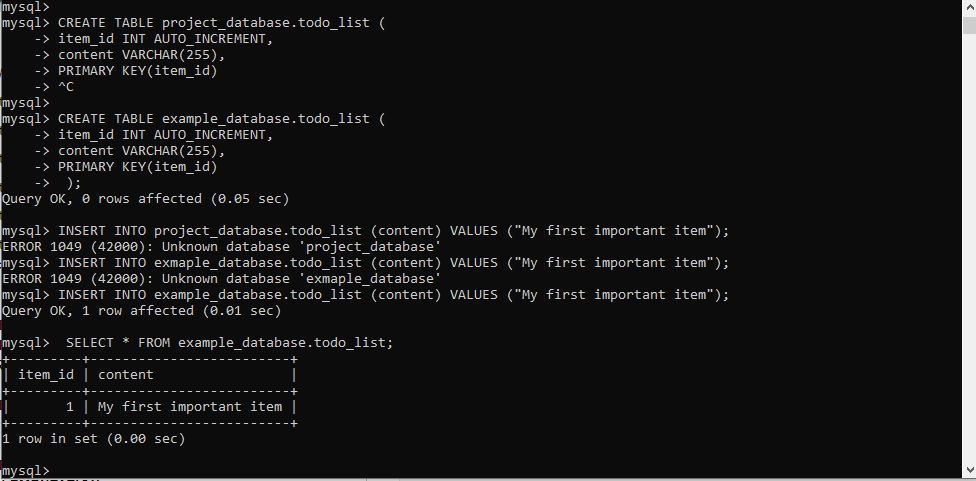 mysql>
mysql> CREATE TABLE project_database.todo_list (
    -> item_id INT AUTO_INCREMENT,
    -> content VARCHAR(255),
    -> PRIMARY KEY(item_id)
    -> ^C
mysql>
mysql> CREATE TABLE example_database.todo_list (
    -> item_id INT AUTO_INCREMENT,
    -> content VARCHAR(255),
    -> PRIMARY KEY(item_id)
    ->  );
Query OK, 0 rows affected (0.05 sec)

mysql> INSERT INTO project_database.todo_list (content) VALUES ("My first important item");
ERROR 1049 (42000): Unknown database 'project_database'
mysql> INSERT INTO exmaple_database.todo_list (content) VALUES ("My first important item");
ERROR 1049 (42000): Unknown database 'exmaple_database'
mysql> INSERT INTO example_database.todo_list (content) VALUES ("My first important item");
Query OK, 1 row affected (0.01 sec)

mysql>  SELECT * FROM example_database.todo_list;
+---------+-------------------------+
| item_id | content                 |
+---------+-------------------------+
|       1 | My first important item |
+---------+-------------------------+
1 row in set (0.00 sec)

mysql>